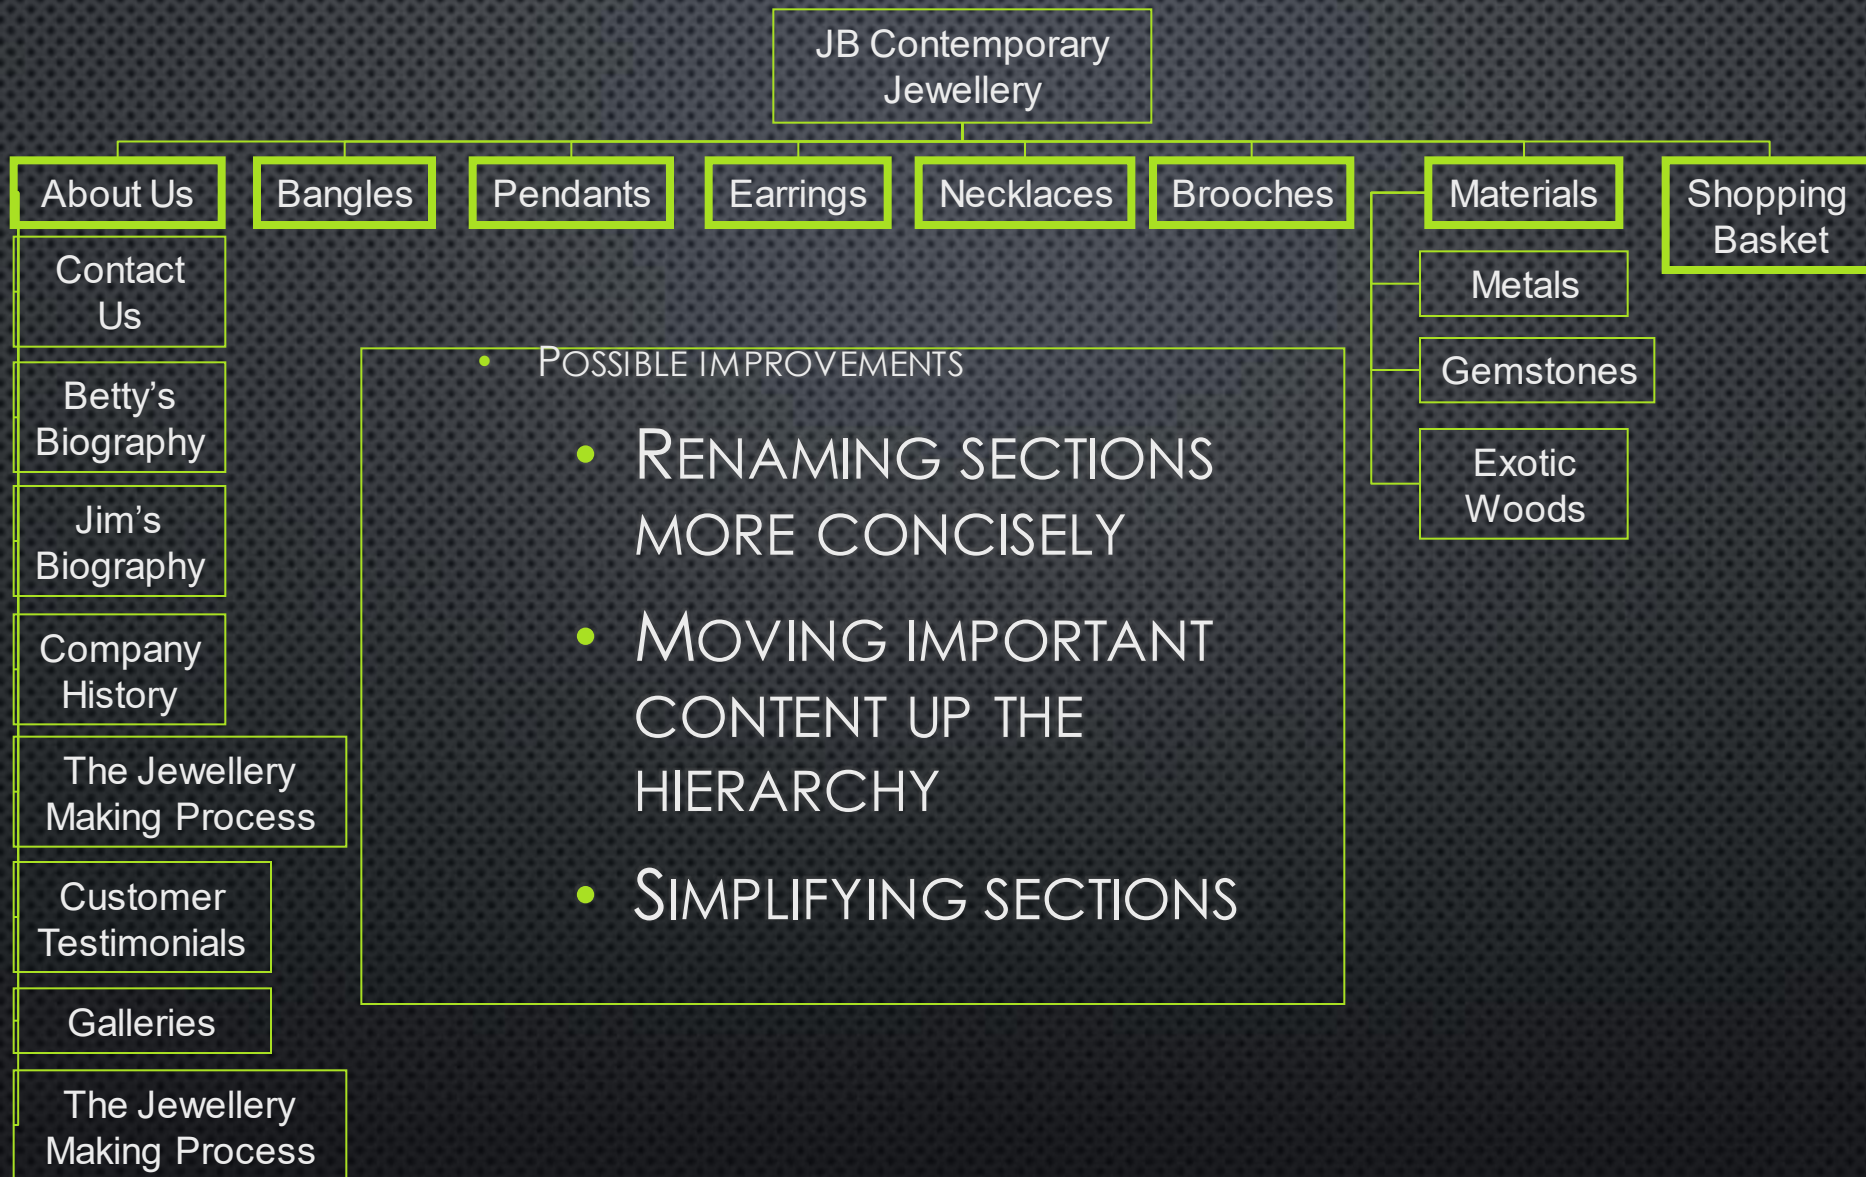 JB Contemporary
Jewellery
About Us
Bangles
Pendants
Earrings
Necklaces
Brooches
Materials
Shopping
Basket
Contact
Us
Betty’s
Biography
Jim’s
Biography
Company
History
The Jewellery
Making Process
Customer
Testimonials
Galleries
The Jewellery
Making Process
Metals
Gemstones
Exotic
Woods
• POSSIBLE IMPROVEMENTS
• RENAMING SECTIONS
MORE CONCISELY
• MOVING IMPORTANT
CONTENT UP THE
HIERARCHY
• SIMPLIFYING SECTIONS